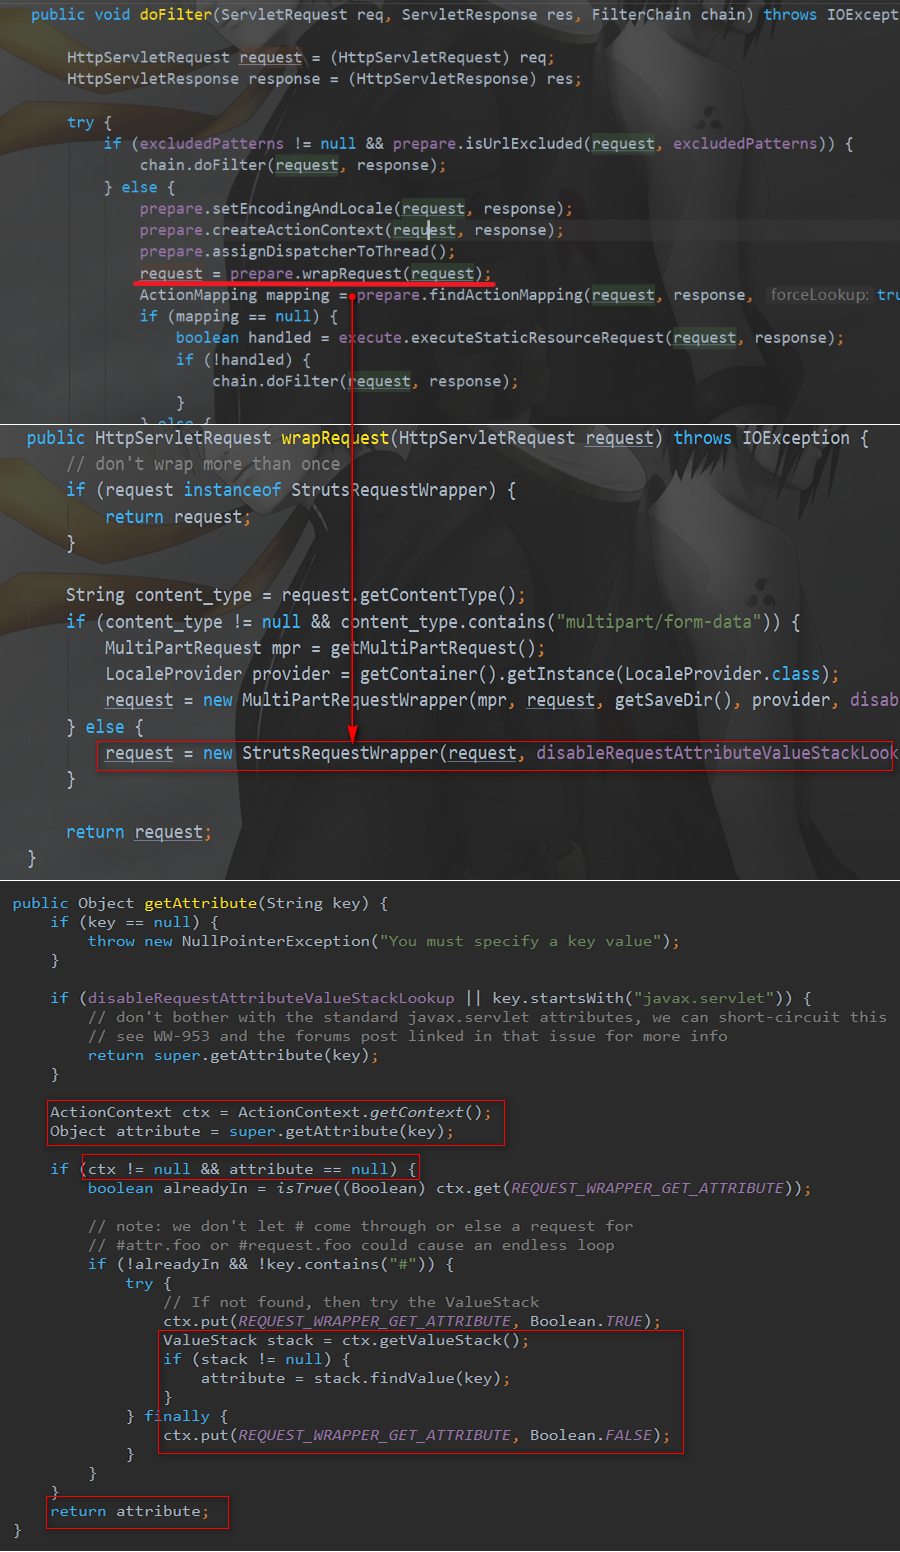 public void doFilter(ServletRequest req, ServletResponse res, FilterChain chain) throws IOExcept
HttpServletRequest request = (HttpServletRequest) req;
HttpServletResponse response = (HttpServletResponse) res;
try {
if (excludedPatterns != null && prepare.isUrlExcluded(request, excludedPatterns)) {
chain.doFilter(request, response);
} else {
prepare.setEncodingAndLocale(request, response);
prepare.createActionContext(request, response);
prepare.assignDispatcherToThread();
request = prepare.wrapRequest(request);
ActionMapping mapping = prepare.findActionMapping(request, response, forceLookup: tru
if (mapping == null) {
boolean handled = execute.executeStaticResourceRequest(request, response);
if (!handled) {
chain.doFilter(request, response);
}
} else {
public HttpServletRequest wrapRequest(HttpServletRequest request) throws IOException {
// don't wrap more than once
if (request instanceof StrutsRequestWrapper) {
return request;
}
String content_type = request.getContentType();
if (content_type != null && content_type.contains("multipart/form-data")) {
MultiPartRequest mpr = getMultiPartRequest();
LocaleProvider provider = getContainer().getInstance(LocaleProvider.class);
request = new MultiPartRequestWrapper(mpr, request, getSaveDir(), provider, disab
} else {
request = new StrutsRequestWrapper(request, disableRequestAttributeValueStackLook
}
return request;
}
public Object getAttribute(String key) {
if (key == null) {
throw new NullPointerException("You must specify a key value");
}
if (disableRequestAttributeValueStackLookup || key.startsWith("javax.servlet")) {
// don't bother with the standard javax.servlet attributes, we can short-circuit this
// see WW-953 and the forums post linked in that issue for more info
return super.getAttribute(key);
}
ActionContext ctx = ActionContext.getContext();
Object attribute = super.getAttribute(key);
if (ctx != null && attribute == null) {
boolean alreadyIn = isTrue((Boolean) ctx.get(REQUEST_WRAPPER_GET_ATTRIBUTE));
// note: we don't let # come through or else a request for
// #attr.foo or #request.foo could cause an endless loop
if (!alreadyIn && !key.contains("#")) {
try {
// If not found, then try the ValueStack
ctx.put(REQUEST_WRAPPER_GET_ATTRIBUTE, Boolean.TRUE);
ValueStack stack = ctx.getValueStack();
if (stack != null) {
attribute = stack.findValue(key);
}
} finally {
ctx.put(REQUEST_WRAPPER_GET_ATTRIBUTE, Boolean.FALSE);
}
}
}
return attribute;
}